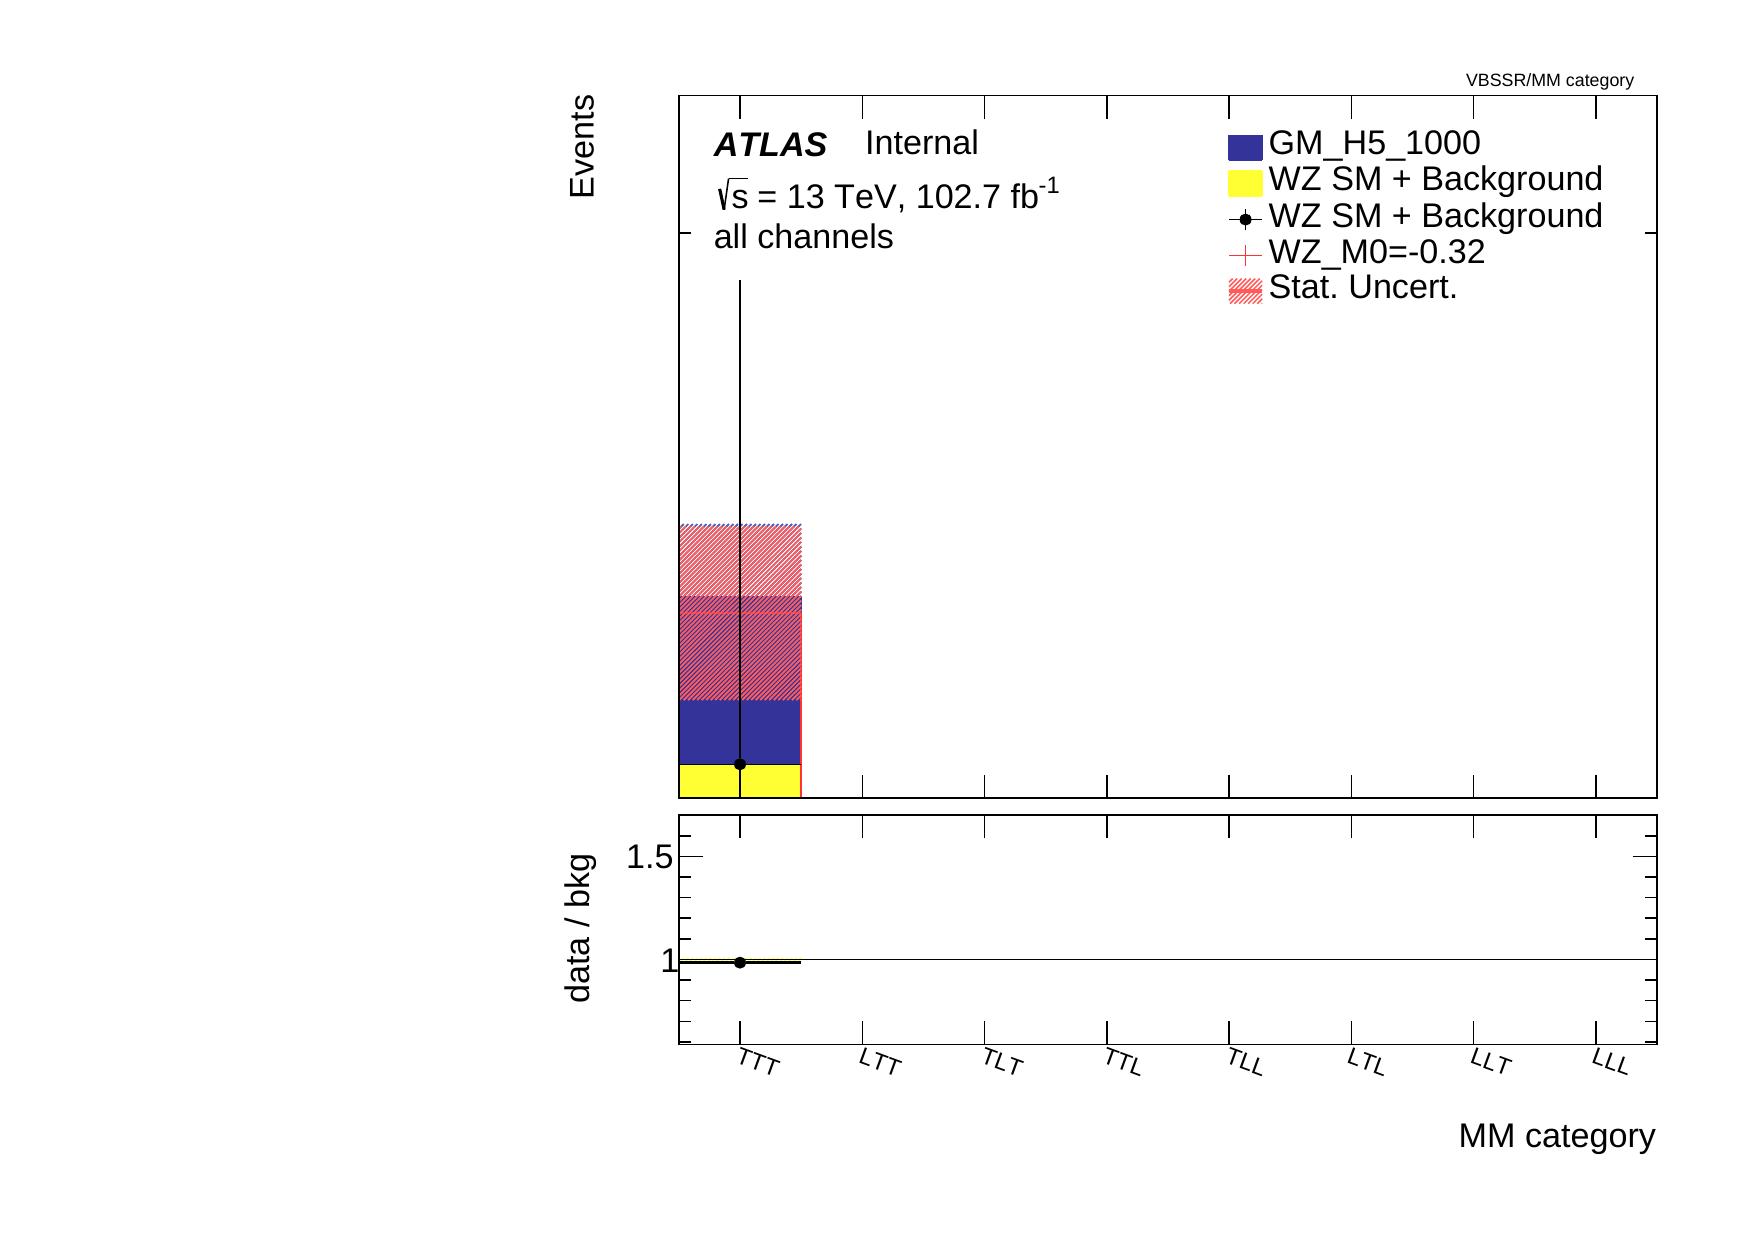 VBSSR/MM category
Events
ATLAS Internal
√s = 13 TeV, 102.7 fb-1
all channels
GM_H5_1000
WZ SM + Background
WZ SM + Background
WZ_M0=-0.32
Stat. Uncert.
data / bkg
1.5
1
TTT LTT TLT TTL TLL LTL LLT LLL
MM category